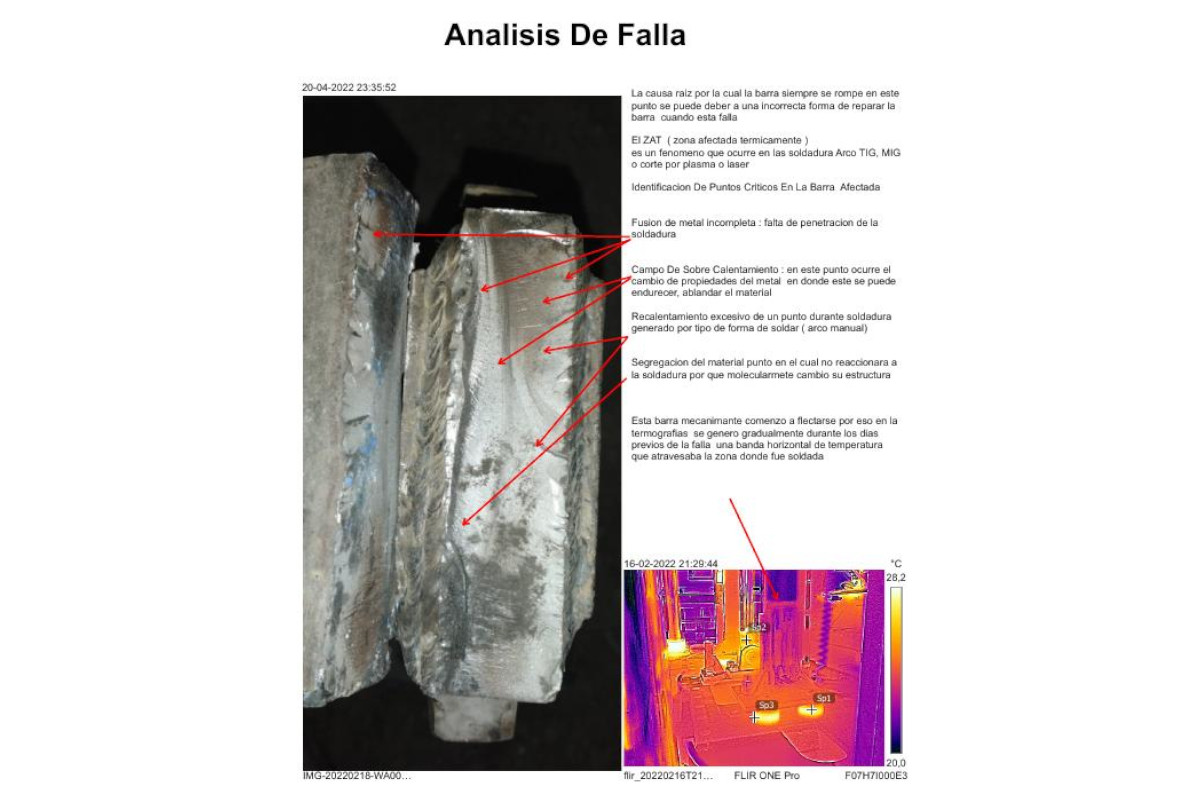 Analisis De Falla
20-04-2022 23:35:52
La causa raiz por la cual la barra siempre se rompe en este
punto se puede deber a una incorrecta forma de reparar la
barra cuando esta falla
El ZAT ( zona afectada termicamente )
es un fenomeno que ocurre en las soldadura Arco TIG, MIG
o corte por plasma o laser
Identificacion De Puntos Criticos En La Barra Afectada
Fusion de metal incompleta : falta de penetracion de la
soldadura
Campo De Sobre Calentamiento : en este punto ocurre el
cambio de propiedades del metal en donde este se puede
endurecer, ablandar el material
Recalentamiento excesivo de un punto durante soldadura
generado por tipo de forma de soldar ( arco manual)
Segregacion del material punto en el cual no reaccionara a
la soldadura por que molecularmete cambio su estructura
Esta barra mecanimante comenzo a flectarse por eso en la
termografias se genero gradualmente durante los dias
previos de la falla una banda horizontal de temperatura
que atravesaba la zona donde fue soldada
16-02-2022 21:29:44
°C
28,2
Sp2
Sp3
Sp1
20,0
IMG-20220218-WA00...
flir_20220216T21...
FLIR ONE Pro
F07H7I000E3